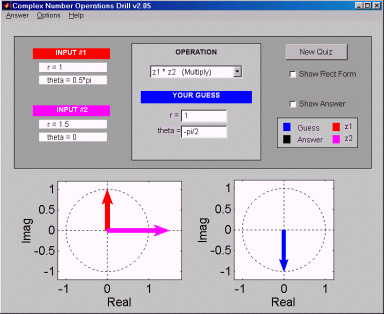 Complex Number Operations Drill v2.05
Answer Options Help
INPUT #1
r = 1
theta = 0.5*pi
INPUT #2
r = 1.5
theta = 0
OPERATION
z1 * z2 (Multiply)
YOUR GUESS
r = 1
theta = -pi/2
New Quiz
Show Rect Form
Show Answer
Guess z1
Answer z2
1
0.5
0
-0.5
-1
Imag
-1 0 1
Real
1
0.5
0
-0.5
-1
Imag
-1 0 1
Real